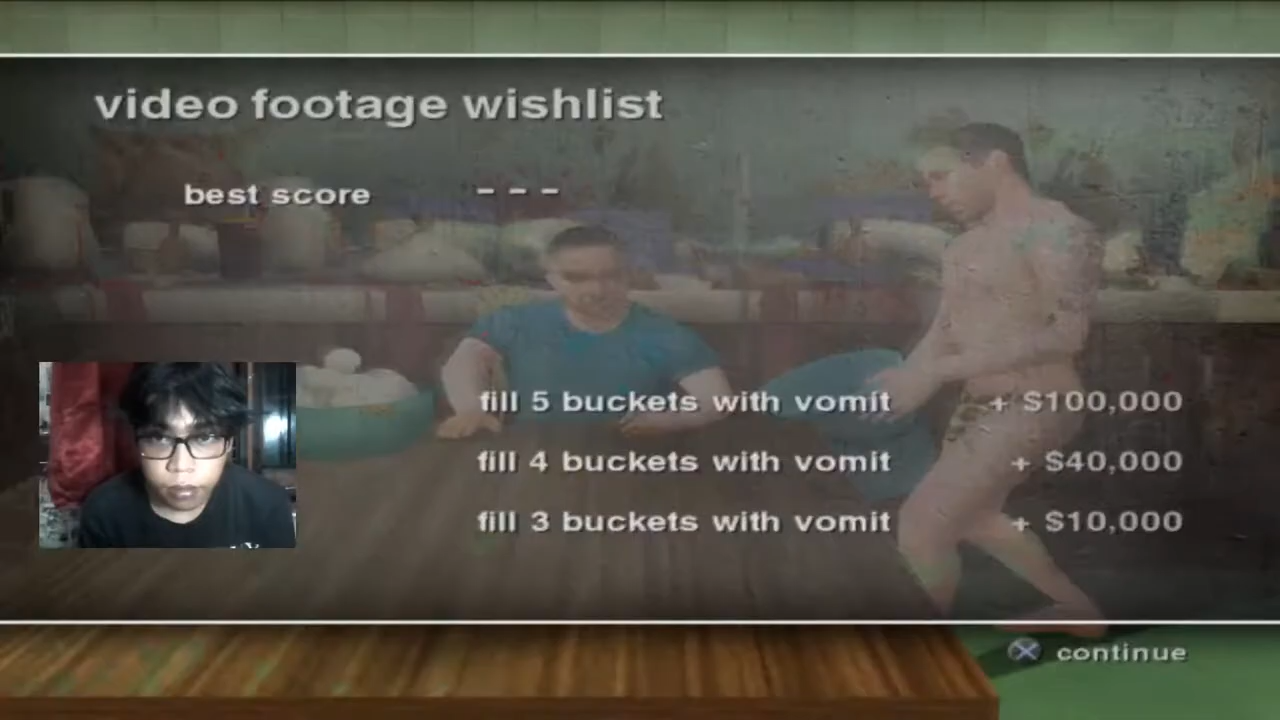 video footage wishlist
best score - - -
fill 5 buckets with vomit + $100,000
fill 4 buckets with vomit + $40,000
fill 3 buckets with vomit + $10,000
continue